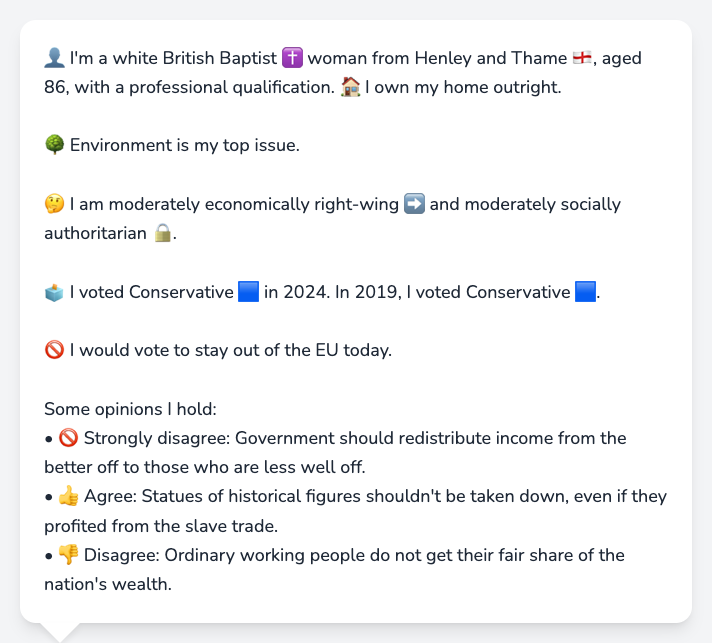 👤 I'm a white British Baptist ✝️ woman from Henley and Thame 🏴󠁧󠁢󠁥󠁮󠁧󠁿, aged
86, with a professional qualification. 🏠 I own my home outright.
🌳 Environment is my top issue.
🤔 I am moderately economically right-wing ➡️ and moderately socially
authoritarian 🔒.
🗳️ I voted Conservative 🟦 in 2024. In 2019, I voted Conservative 🟦.
🚫 I would vote to stay out of the EU today.
Some opinions I hold:
• 🚫 Strongly disagree: Government should redistribute income from the
better off to those who are less well off.
• 👍 Agree: Statues of historical figures shouldn't be taken down, even if they
profited from the slave trade.
• 👎 Disagree: Ordinary working people do not get their fair share of the
nation's wealth.